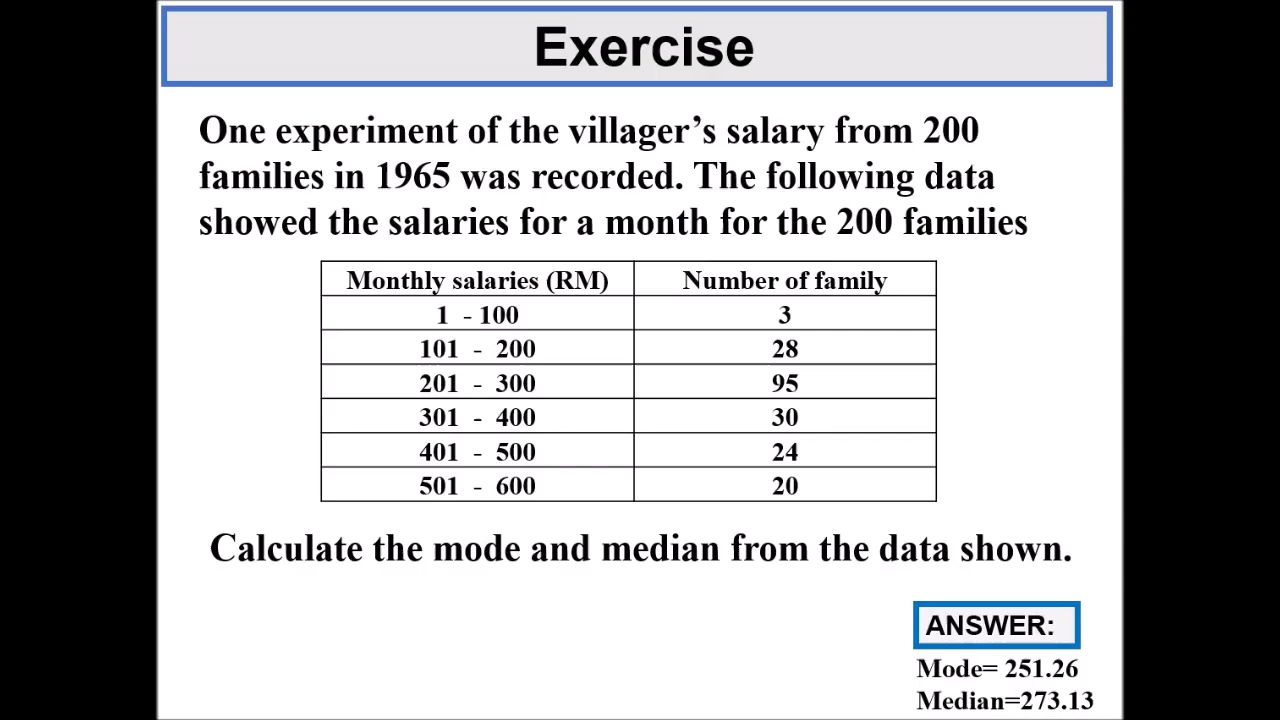 Exercise
One experiment of the villager's salary from 200
families in 1965 was recorded. The following data
showed the salaries for a month for the 200 families
Monthly salaries (RM) Number of family
1 - 100 3
101 - 200 28
201 - 300 95
301 - 400 30
401 - 500 24
501 - 600 20
Calculate the mode and median from the data shown.
ANSWER:
Mode= 251.26
Median=273.13